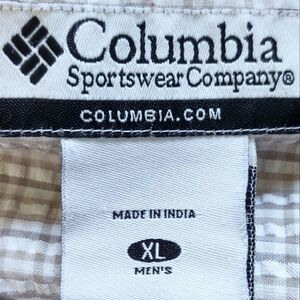 Columbia
Sportswear Company®
COLUMBIA.COM
MADE IN INDIA
XL
MEN'S